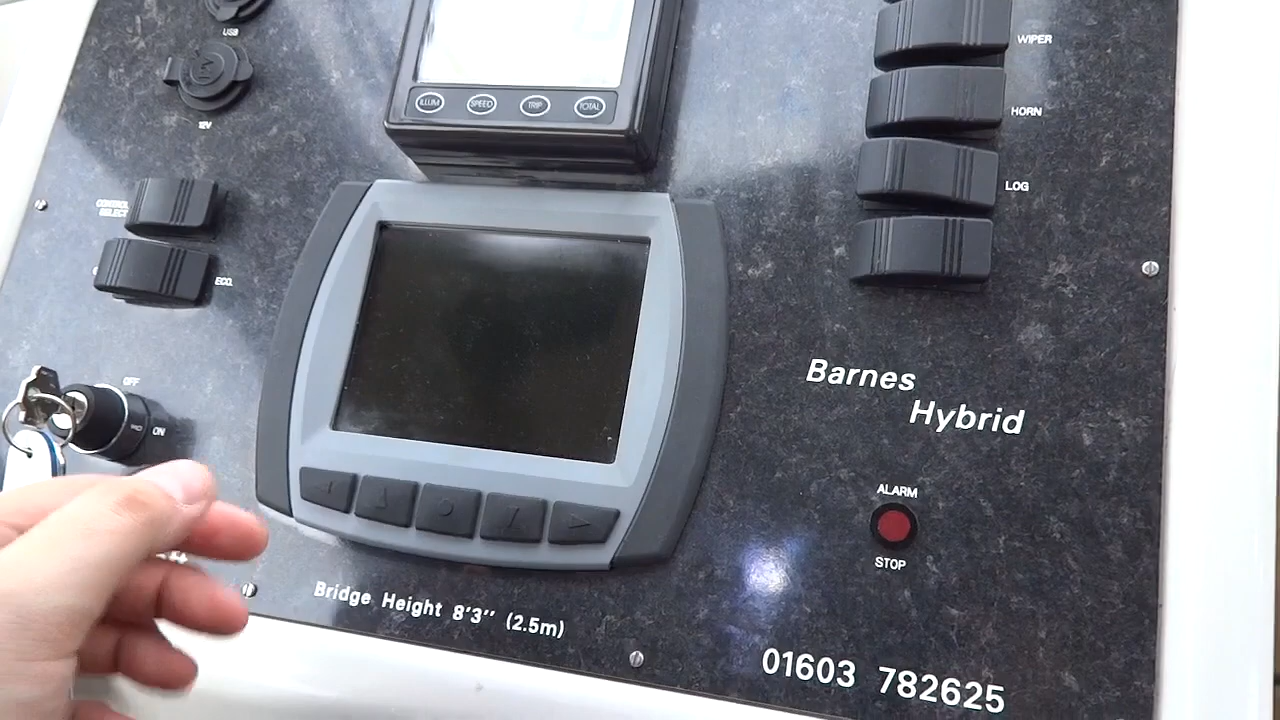 USB
12V
ILLUM
SPEED
TRIP
TOTAL
WIPER
HORN
LOG
CONTROL
SELECT
ECO.
OFF
ON
Barnes
Hybrid
ALARM
STOP
Bridge Height 8'3'' (2.5m)
01603 782625